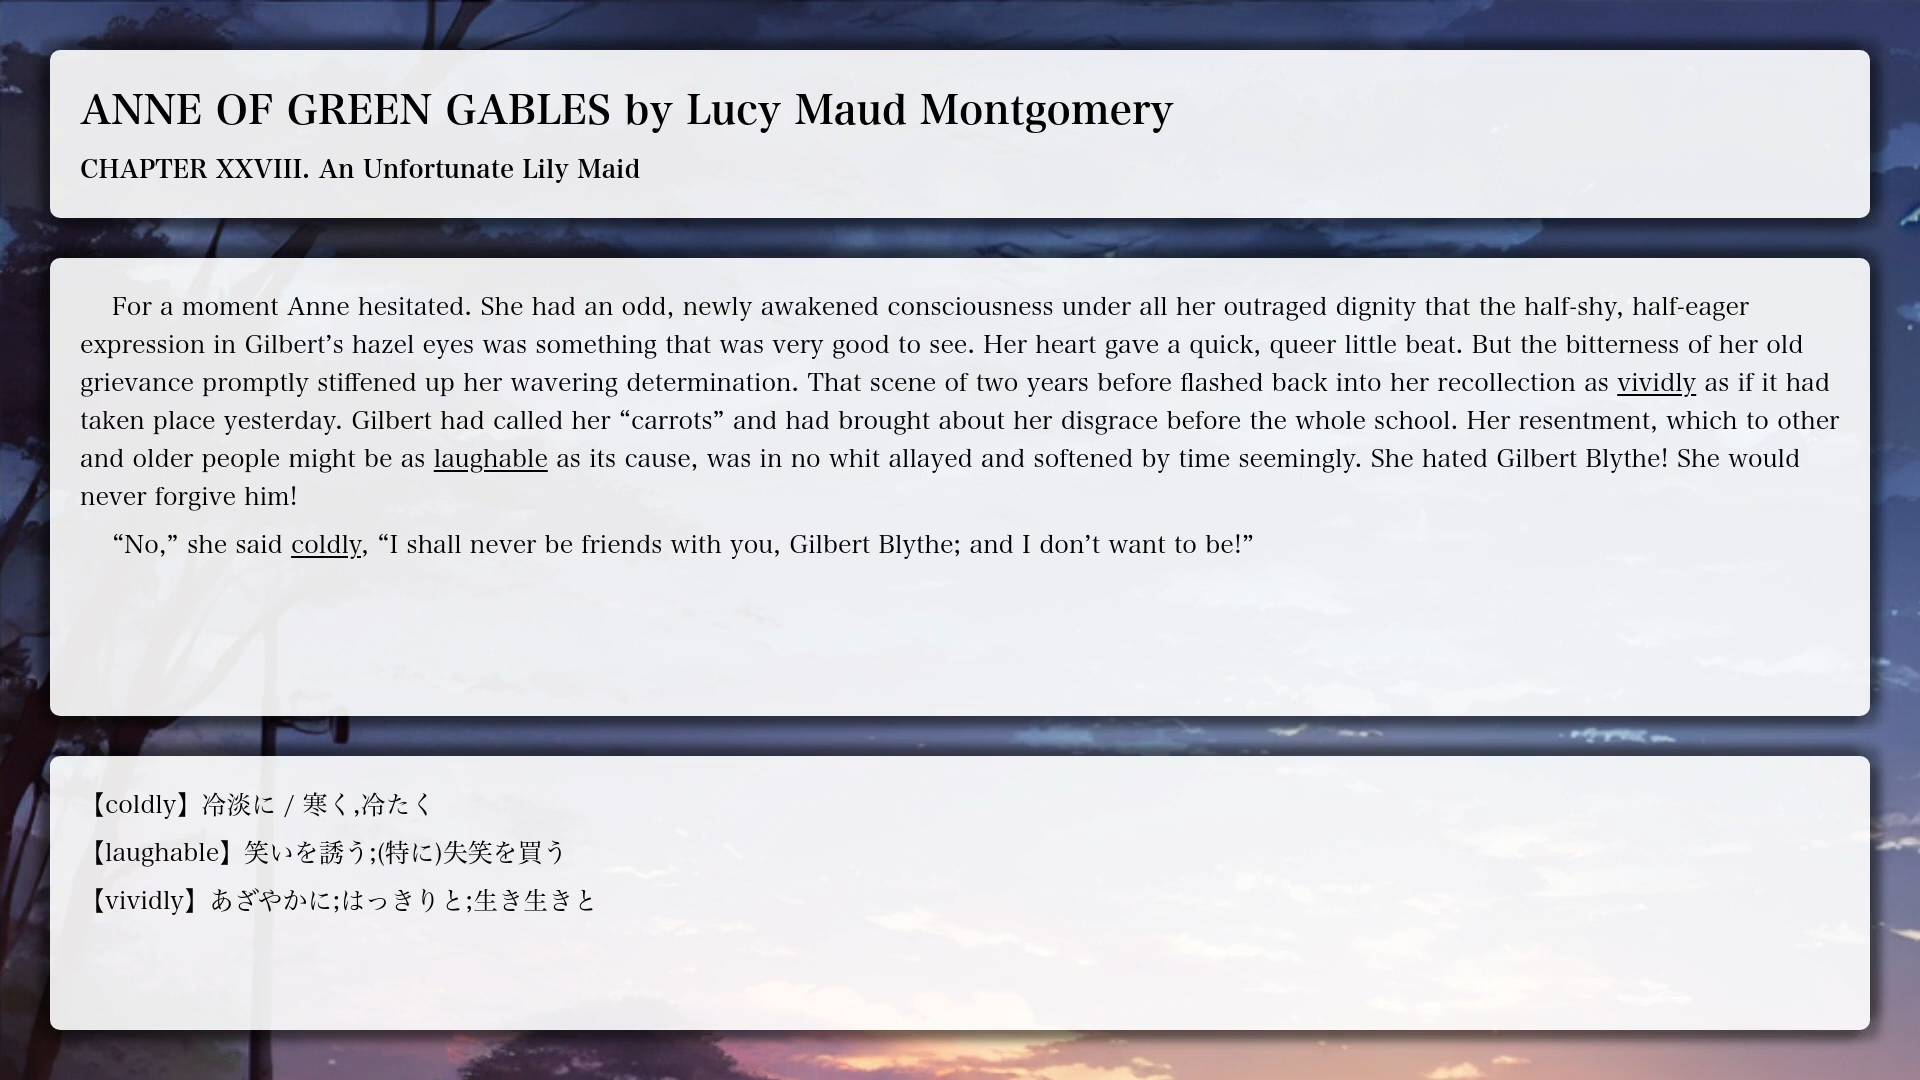 ANNE OF GREEN GABLES by Lucy Maud Montgomery
CHAPTER XXVIII. An Unfortunate Lily Maid
For a moment Anne hesitated. She had an odd, newly awakened consciousness under all her outraged dignity that the half-shy, half-eager
expression in Gilbert’s hazel eyes was something that was very good to see. Her heart gave a quick, queer little beat. But the bitterness of her old
grievance promptly stiffened up her wavering determination. That scene of two years before flashed back into her recollection as vividly as if it had
taken place yesterday. Gilbert had called her “carrots” and had brought about her disgrace before the whole school. Her resentment, which to other
and older people might be as laughable as its cause, was in no whit allayed and softened by time seemingly. She hated Gilbert Blythe! She would
never forgive him!
“No,” she said coldly, “I shall never be friends with you, Gilbert Blythe; and I don’t want to be!”
【coldly】冷淡に / 寒く,冷たく
【laughable】笑いを誘う;(特に)失笑を買う
【vividly】あざやかに;はっきりと;生き生きと